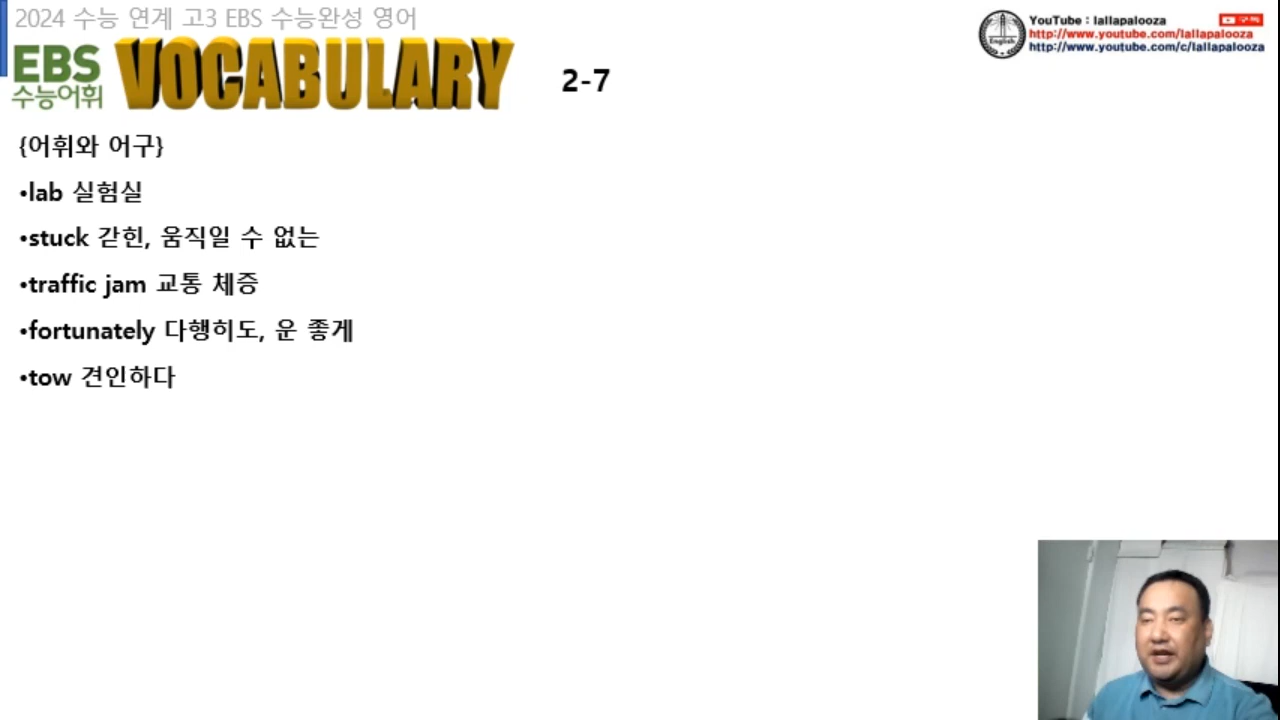 2024 수능 연계 고3 EBS 수능완성 영어
EBS
수능어휘
VOCABULARY
2-7
English
YouTube : lallapalooza
구독
http://www.youtube.com/lallapalooza
http://www.youtube.com/c/lallapalooza
{어휘와 어구}
•lab 실험실
•stuck 갇힌, 움직일 수 없는
•traffic jam 교통 체증
•fortunately 다행히도, 운 좋게
•tow 견인하다